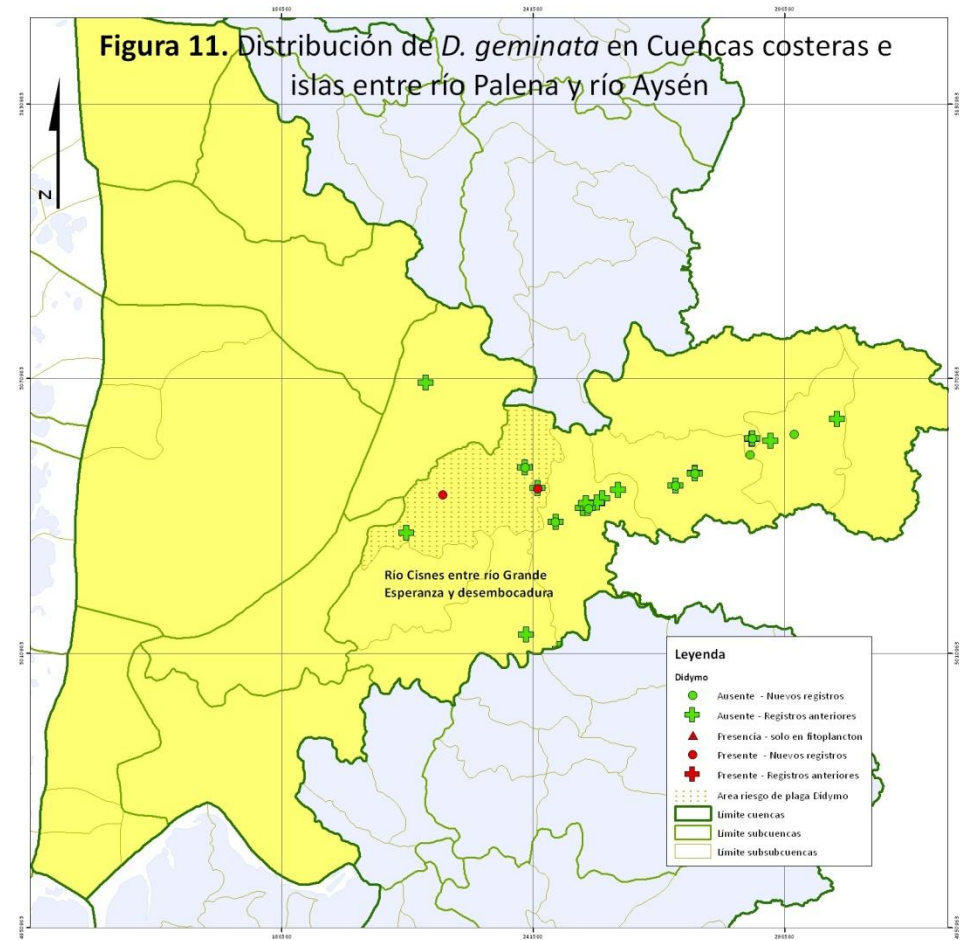 Figura 11. Distribución de D. geminata en Cuencas costeras e
islas entre río Palena y río Aysén
N
Río Cisnes entre río Grande
Esperanza y desembocadura
Leyenda
Didymo
Ausente - Nuevos registros
Ausente - Registros anteriores
Presencia - solo en fitoplancton
Presente - Nuevos registros
Presente - Registros anteriores
Area riesgo de plaga Didymo
Límite cuencas
Límite subcuencas
Límite subsubcuencas